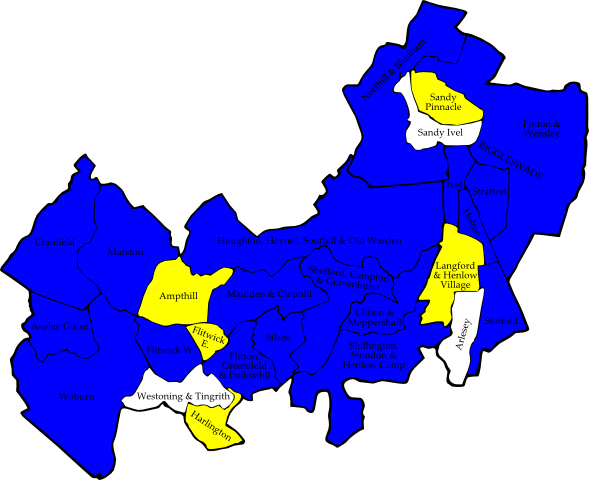 Northill & Blunham
Sandy
Pinnacle
Sandy Ivel
Potton &
Wensley
BIGGLESWADE
Ivel
Stratton
Holme
Cranfield
Marston
Houghton, Haynes, Southill & Old Warden
Langford
& Henlow
Village
Shefford, Campton
& Gravenhurst
Ampthill
Maulden & Clophill
Clifton &
Meppershall
Stotfold
Arlesey
Aspley Guise
Flitwick
E.
Flitwick W.
Silsoe
Flitton,
Greenfield
& Pulloxhill
Shillington,
Stondon &
Henlow Camp
Woburn
Westoning & Tingrith
Harlington